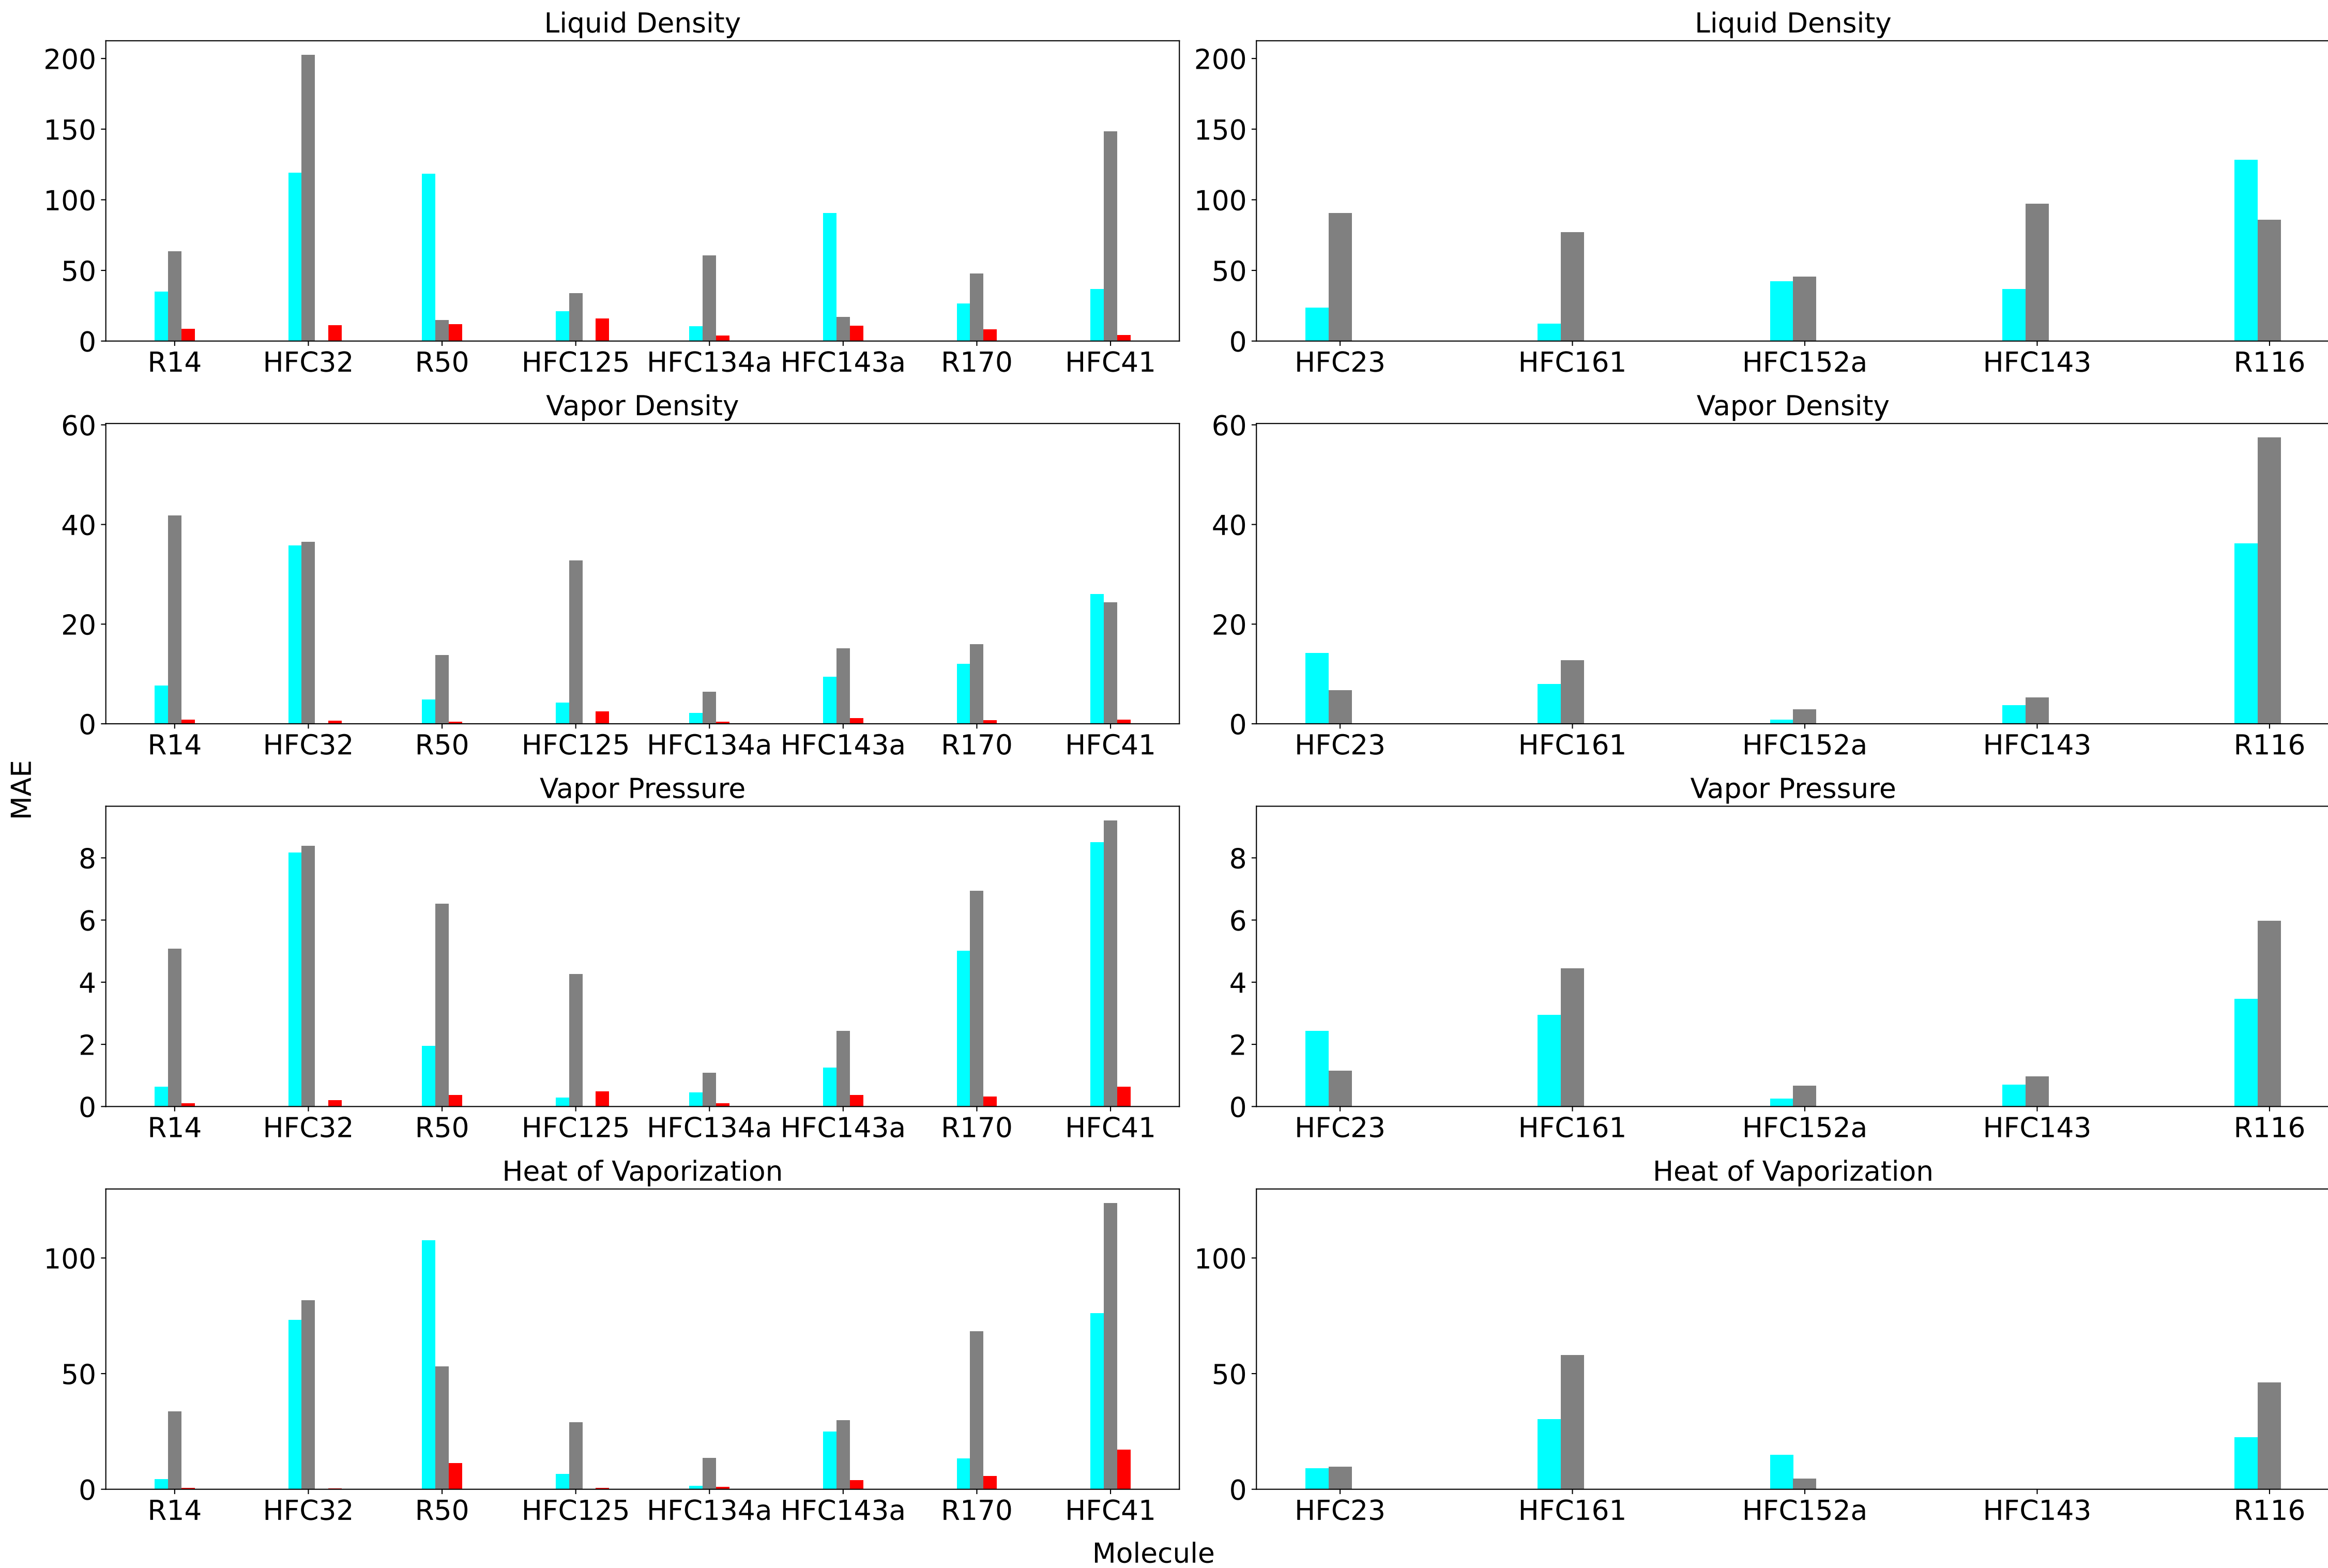 Liquid Density
Liquid Density
200
150
100
50
0
R14 HFC32 R50 HFC125 HFC134a HFC143a R170 HFC41
200
150
100
50
0
HFC23 HFC161 HFC152a HFC143 R116
Vapor Density
Vapor Density
60
40
20
0
R14 HFC32 R50 HFC125 HFC134a HFC143a R170 HFC41
60
40
20
0
HFC23 HFC161 HFC152a HFC143 R116
MAE
Vapor Pressure
Vapor Pressure
8
6
4
2
0
R14 HFC32 R50 HFC125 HFC134a HFC143a R170 HFC41
8
6
4
2
0
HFC23 HFC161 HFC152a HFC143 R116
Heat of Vaporization
Heat of Vaporization
100
50
0
R14 HFC32 R50 HFC125 HFC134a HFC143a R170 HFC41
100
50
0
HFC23 HFC161 HFC152a HFC143 R116
Molecule